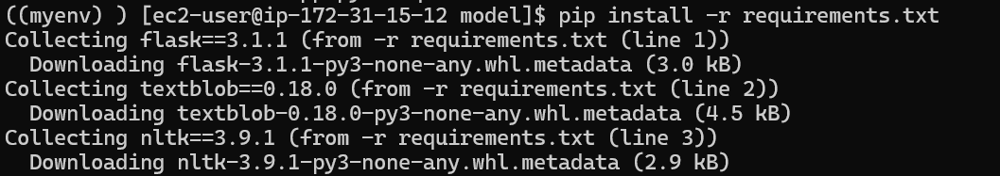 ((myenv) ) [ec2-user@ip-172-31-15-12 model]$ pip install -r requirements.txt
Collecting flask==3.1.1 (from -r requirements.txt (line 1))
  Downloading flask-3.1.1-py3-none-any.whl.metadata (3.0 kB)
Collecting textblob==0.18.0 (from -r requirements.txt (line 2))
  Downloading textblob-0.18.0-py3-none-any.whl.metadata (4.5 kB)
Collecting nltk==3.9.1 (from -r requirements.txt (line 3))
  Downloading nltk-3.9.1-py3-none-any.whl.metadata (2.9 kB)